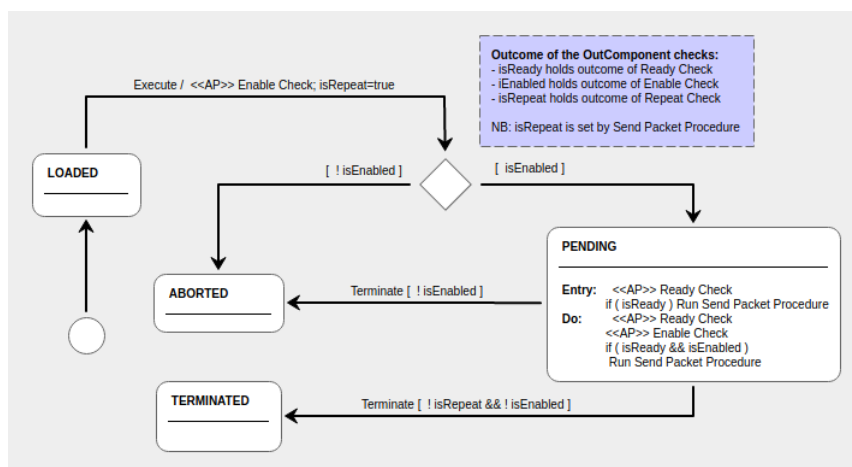 Outcome of the OutComponent checks:
- isReady holds outcome of Ready Check
- iEnabled holds outcome of Enable Check
- isRepeat holds outcome of Repeat Check
NB: isRepeat is set by Send Packet Procedure
Execute / <<AP>> Enable Check; isRepeat=true
LOADED
[ ! isEnabled ]
[ isEnabled ]
PENDING
Entry: <<AP>> Ready Check
if ( isReady ) Run Send Packet Procedure
Do: <<AP>> Ready Check
<<AP>> Enable Check
if ( isReady && isEnabled )
Run Send Packet Procedure
ABORTED
Terminate [ ! isEnabled ]
TERMINATED
Terminate [ ! isRepeat && ! isEnabled ]